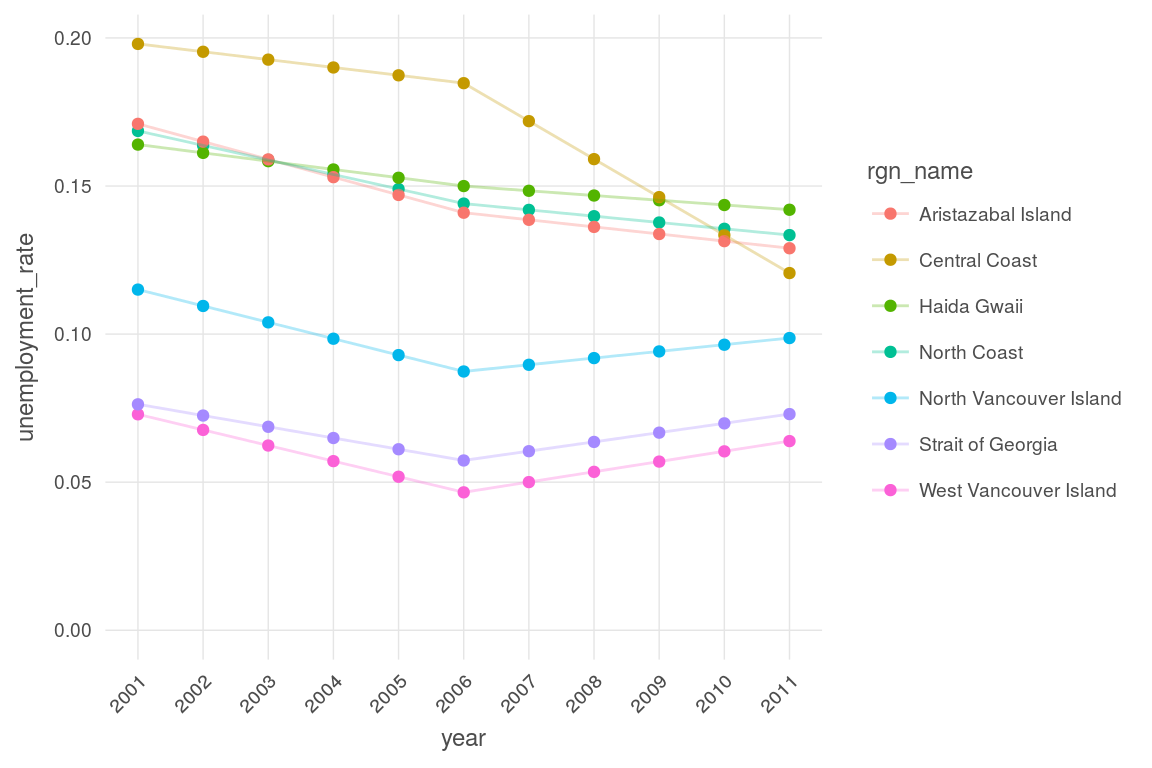 0.20
0.15
0.10
0.05
0.00
unemployment_rate
2001
2002
2003
2004
2005
2006
2007
2008
2009
2010
2011
year
rgn_name
Aristazabal Island
Central Coast
Haida Gwaii
North Coast
North Vancouver Island
Strait of Georgia
West Vancouver Island